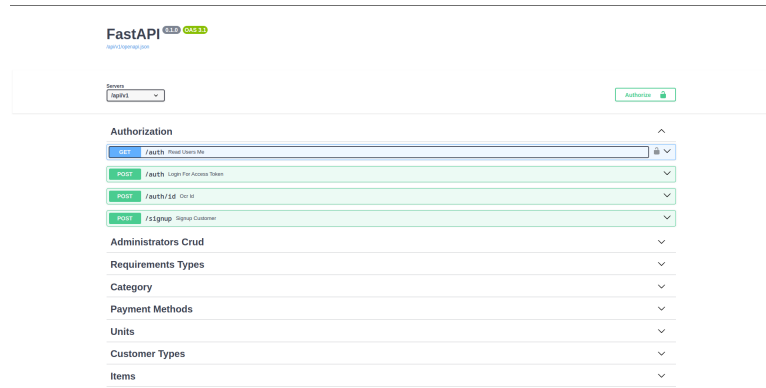 FastAPI 0.1.0 OAS 3.1
/api/v1/openapi.json
Servers
/api/v1
Authorize
Authorization
GET /auth Read Users Me
POST /auth Login For Access Token
POST /auth/id Ocr Id
POST /signup Signup Customer
Administrators Crud
Requirements Types
Category
Payment Methods
Units
Customer Types
Items